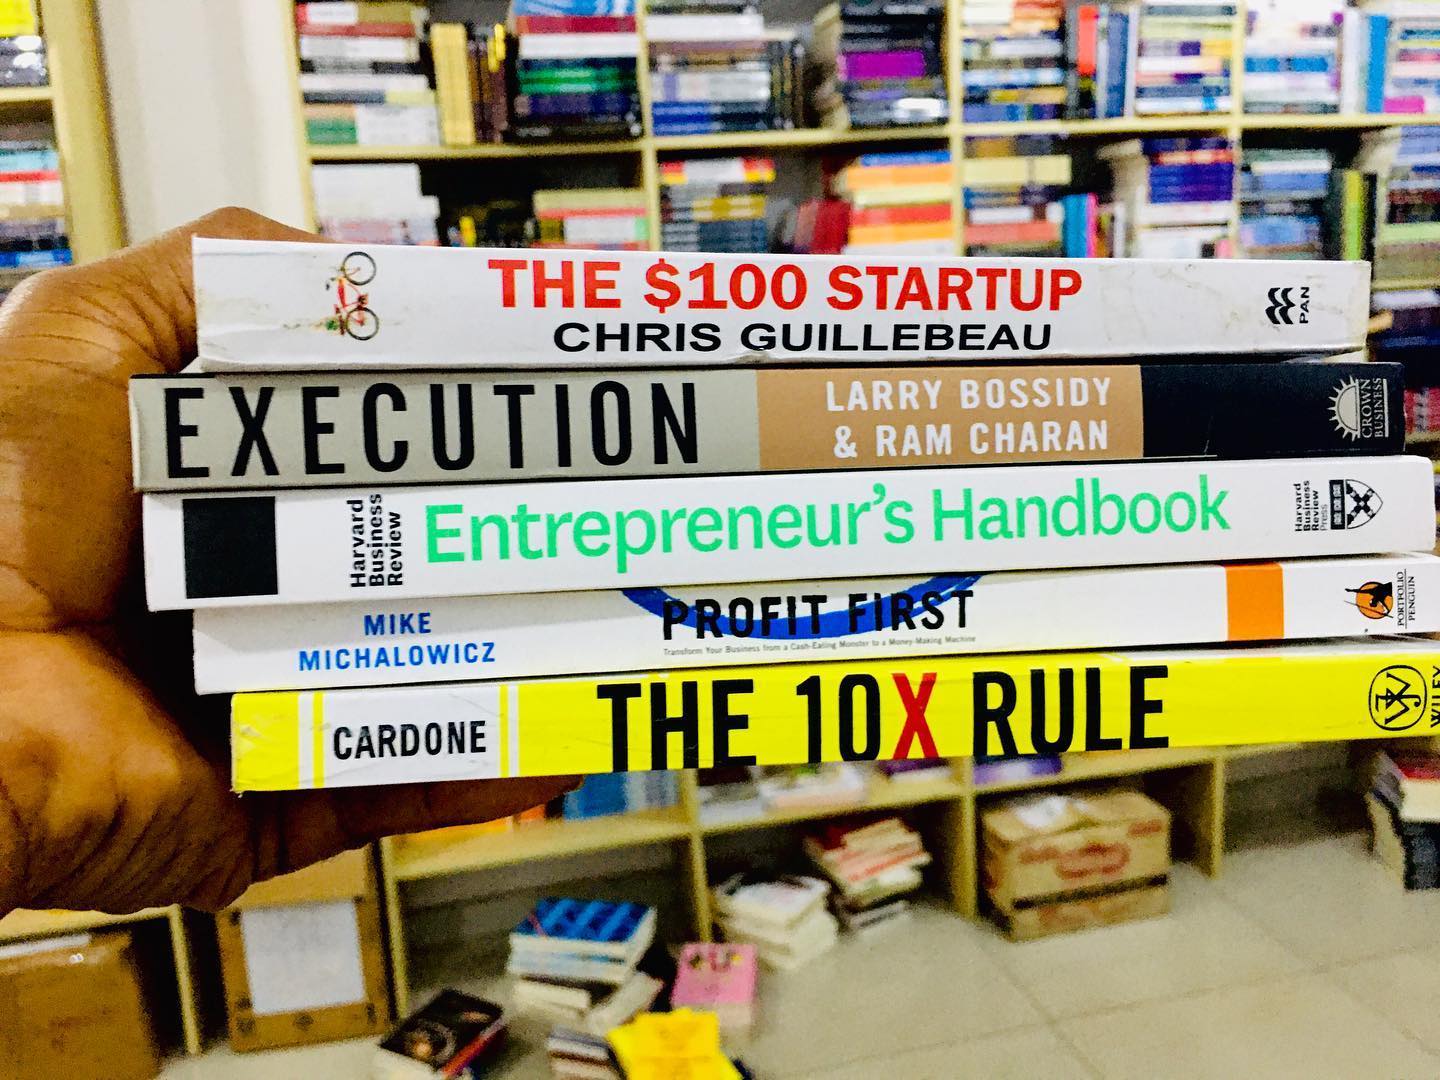 THE $100 STARTUP
CHRIS GUILLEBEAU
PAN
EXECUTION
LARRY BOSSIDY
& RAM CHARAN
CROWN
BUSINESS
Harvard
Business
Review
Entrepreneur's Handbook
Harvard
Business
Review
Press
MIKE
MICHALOWICZ
PROFIT FIRST
Transform Your Business from a Cash-Eating Monster to a Money-Making Machine
PORTFOLIO
PENGUIN
CARDONE
THE 10X RULE
WILEY